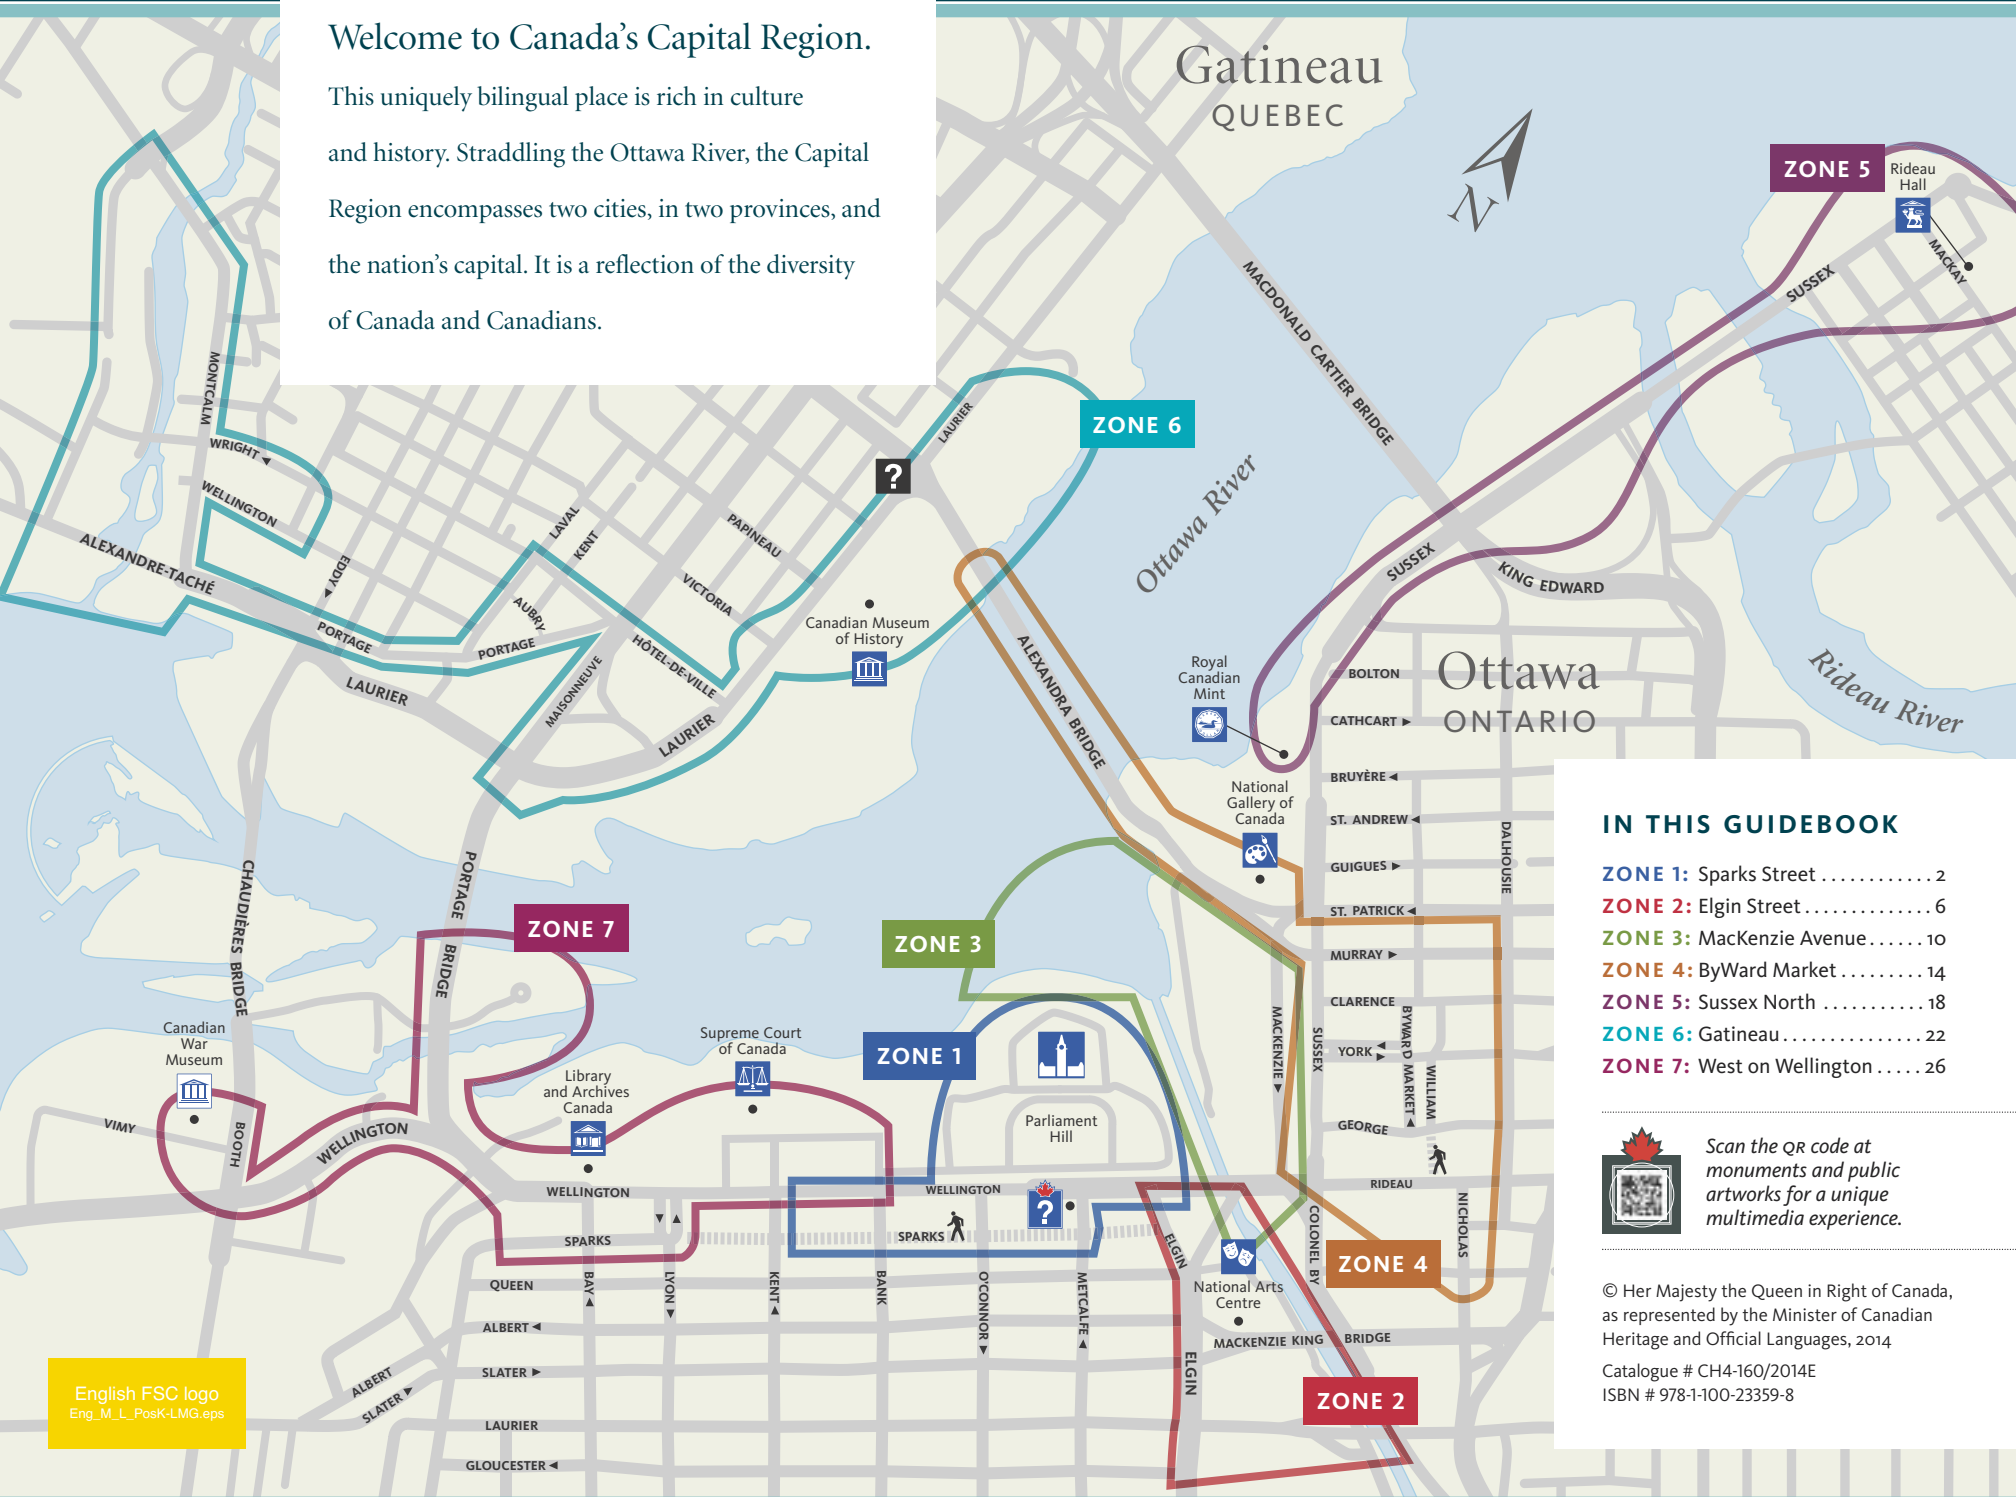 Welcome to Canada's Capital Region.
This uniquely bilingual place is rich in culture
and history. Straddling the Ottawa River, the Capital
Region encompasses two cities, in two provinces, and
the nation's capital. It is a reflection of the diversity
of Canada and Canadians.
Gatineau
QUEBEC
N
ZONE 5
Rideau
Hall
MACKAY
SUSSEX
MACDONALD CARTIER BRIDGE
MONTCALM
WRIGHT
WELLINGTON
ALEXANDRE-TACHÉ
EDDY
PORTAGE
LAURIER
ZONE 6
?
LAVAL
KENT
PAPINEAU
VICTORIA
AUBRY
PORTAGE
HÔTEL-DE-VILLE
MAISONNEUVE
LAURIER
LAURIER
Canadian Museum
of History
Ottawa River
ALEXANDRA BRIDGE
SUSSEX
KING EDWARD
Royal
Canadian
Mint
Ottawa
ONTARIO
Rideau River
BOLTON
CATHCART
BRUYÈRE
ST. ANDREW
GUIGUES
ST. PATRICK
MURRAY
CLARENCE
YORK
GEORGE
RIDEAU
DALHOUSIE
BYWARD MARKET
WILLIAM
NICHOLAS
National
Gallery of
Canada
MACKENZIE
SUSSEX
COLONEL BY
CHAUDIÈRES BRIDGE
PORTAGE
BRIDGE
ZONE 7
ZONE 3
ZONE 1
Canadian
War
Museum
VIMY
BOOTH
WELLINGTON
Library
and Archives
Canada
Supreme Court
of Canada
Parliament
Hill
WELLINGTON
WELLINGTON
?
SPARKS
SPARKS
QUEEN
ALBERT
SLATER
LAURIER
GLOUCESTER
ALBERT
SLATER
BAY
LYON
KENT
BANK
O'CONNOR
METCALFE
ELGIN
ELGIN
National Arts
Centre
MACKENZIE KING
BRIDGE
ZONE 4
ZONE 2
English FSC logo
Eng_M_L_PosK-LMG.eps
IN THIS GUIDEBOOK
ZONE 1: Sparks Street ............ 2
ZONE 2: Elgin Street .............. 6
ZONE 3: MacKenzie Avenue ...... 10
ZONE 4: ByWard Market ......... 14
ZONE 5: Sussex North ........... 18
ZONE 6: Gatineau .............. 22
ZONE 7: West on Wellington ..... 26
Scan the QR code at
monuments and public
artworks for a unique
multimedia experience.
© Her Majesty the Queen in Right of Canada,
as represented by the Minister of Canadian
Heritage and Official Languages, 2014
Catalogue # CH4-160/2014E
ISBN # 978-1-100-23359-8